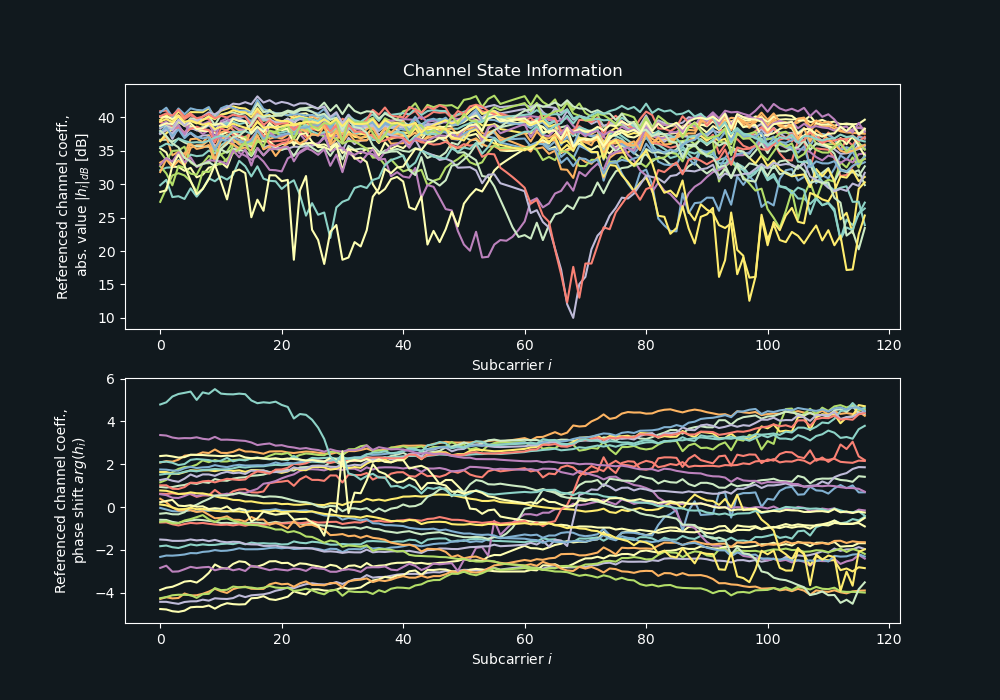 Channel State Information
Referenced channel coeff.,
abs. value |h_i|_dB [dB]
40
35
30
25
20
15
10
0 20 40 60 80 100 120
Subcarrier i
Referenced channel coeff.,
phase shift arg(h_i)
6
4
2
0
−2
−4
0 20 40 60 80 100 120
Subcarrier i